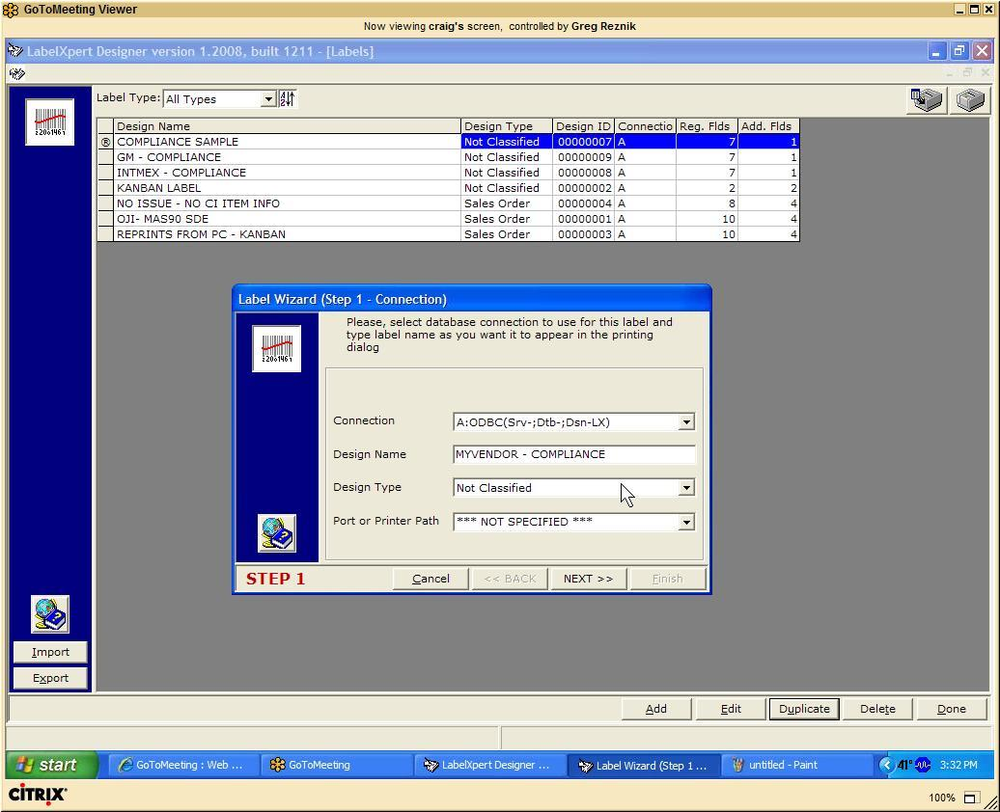 GoToMeeting Viewer
Now viewing craig's screen, controlled by Greg Reznik
LabelXpert Designer version 1.2008, built 1211 - [Labels]
Label Type: All Types
Design Name Design Type Design ID Connectio Reg. Flds Add. Flds
® COMPLIANCE SAMPLE Not Classified 00000007 A 7 1
GM - COMPLIANCE Not Classified 00000009 A 7 1
INTMEX - COMPLIANCE Not Classified 00000008 A 7 1
KANBAN LABEL Not Classified 00000002 A 2 2
NO ISSUE - NO CI ITEM INFO Sales Order 00000004 A 8 4
OJI- MAS90 SDE Sales Order 00000001 A 10 4
REPRINTS FROM PC - KANBAN Sales Order 00000003 A 10 4
Label Wizard (Step 1 - Connection)
Please, select database connection to use for this label and
type label name as you want it to appear in the printing
dialog
Connection A:ODBC(Srv-;Dtb-;Dsn-LX)
Design Name MYVENDOR - COMPLIANCE
Design Type Not Classified
Port or Printer Path *** NOT SPECIFIED ***
STEP 1 Cancel << BACK NEXT >> Finish
Import
Export
Add Edit Duplicate Delete Done
start GoToMeeting : Web ... GoToMeeting LabelXpert Designer ... Label Wizard (Step 1 ... untitled - Paint 41° 3:32 PM
CITRIX 100%